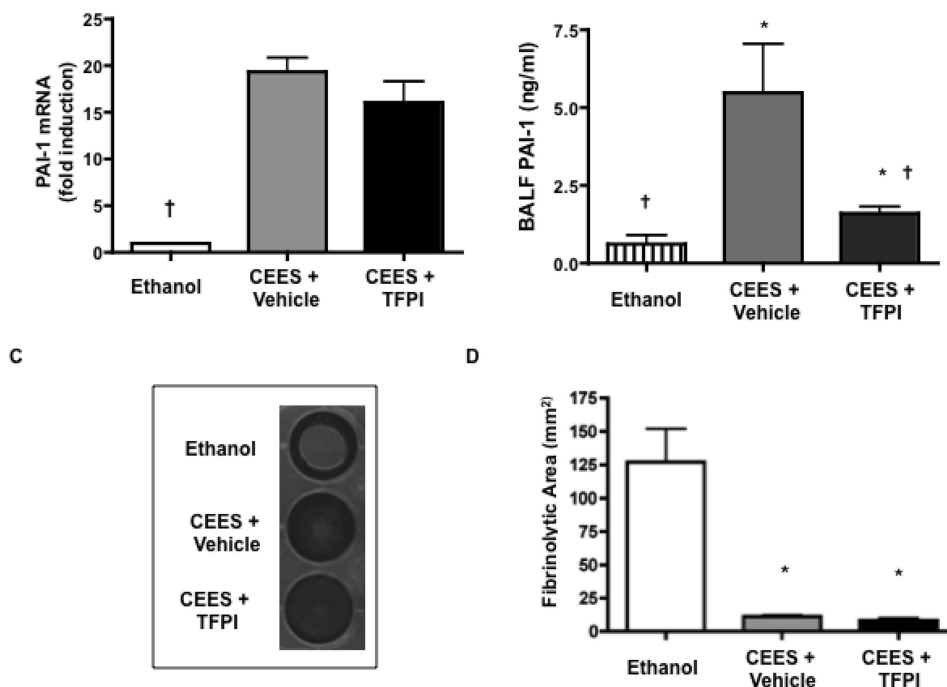 PAI-1 mRNA
(fold induction)
25
20
15
10
5
0
†
Ethanol
CEES +
Vehicle
CEES +
TFPI
BALF PAI-1 (ng/ml)
7.5
5.0
2.5
0.0
†
*
* †
Ethanol
CEES +
Vehicle
CEES +
TFPI
C
Ethanol
CEES +
Vehicle
CEES +
TFPI
D
Fibrinolytic Area (mm²)
175
150
125
100
75
50
25
0
*
*
Ethanol
CEES +
Vehicle
CEES +
TFPI